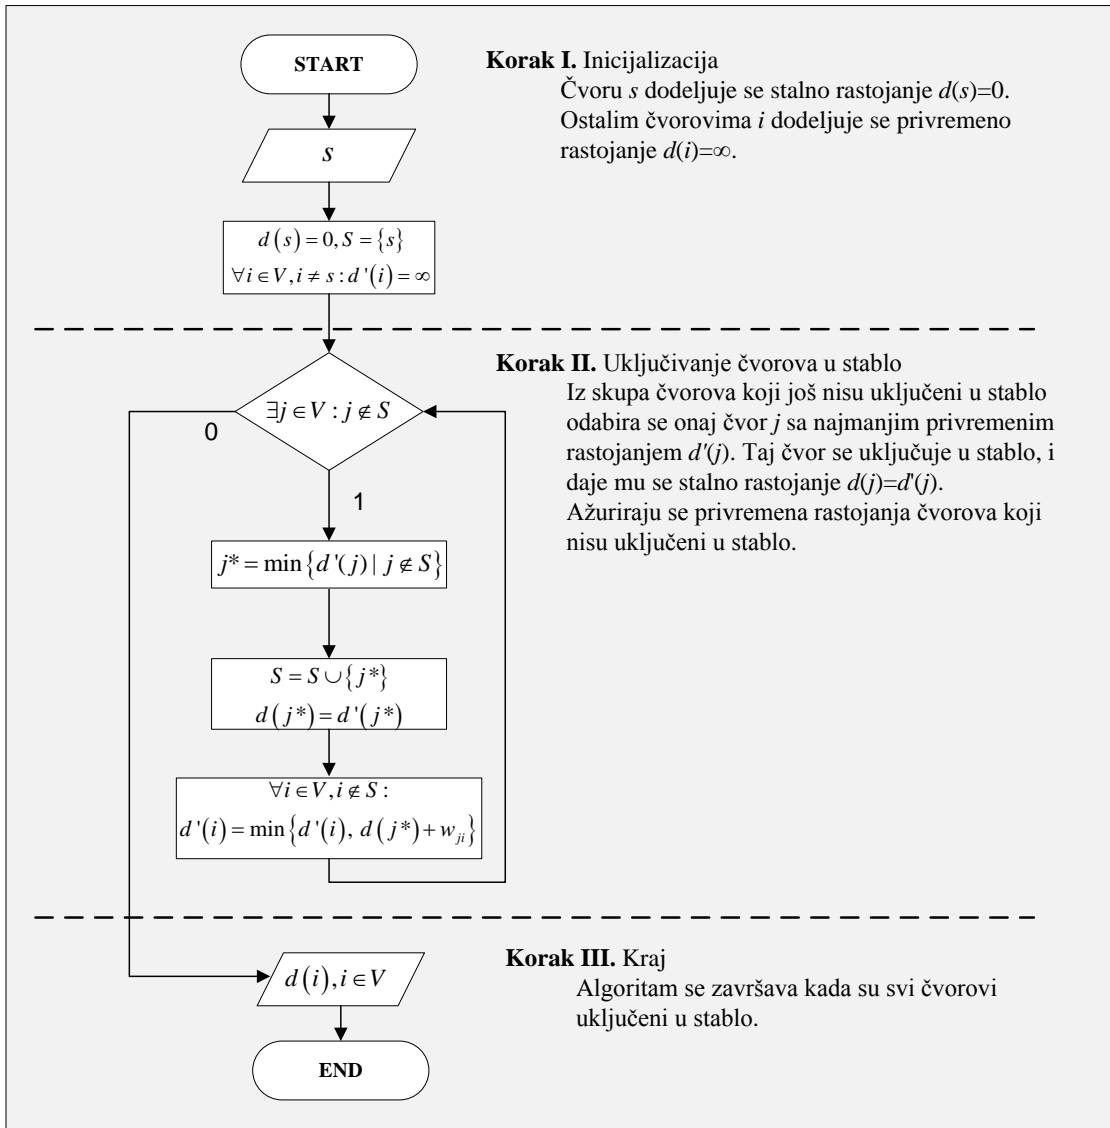 START
Korak I. Inicijalizacija
Čvoru s dodeljuje se stalno rastojanje d(s)=0.
Ostalim čvorovima i dodeljuje se privremeno
rastojanje d(i)=∞.
s
d(s)=0,S={s}
∀i∈V,i≠s:d'(i)=∞
Korak II. Uključivanje čvorova u stablo
Iz skupa čvorova koji još nisu uključeni u stablo
odabira se onaj čvor j sa najmanjim privremenim
rastojanjem d'(j). Taj čvor se uključuje u stablo, i
daje mu se stalno rastojanje d(j)=d'(j).
Ažuriraju se privremena rastojanja čvorova koji
nisu uključeni u stablo.
∃j∈V:j∉S
0
1
j*=min{d'(j)|j∉S}
S=S∪{j*}
d(j*)=d'(j*)
∀i∈V,i∉S:
d'(i)=min{d'(i), d(j*)+w_{ji}}
Korak III. Kraj
Algoritam se završava kada su svi čvorovi
uključeni u stablo.
d(i),i∈V
END